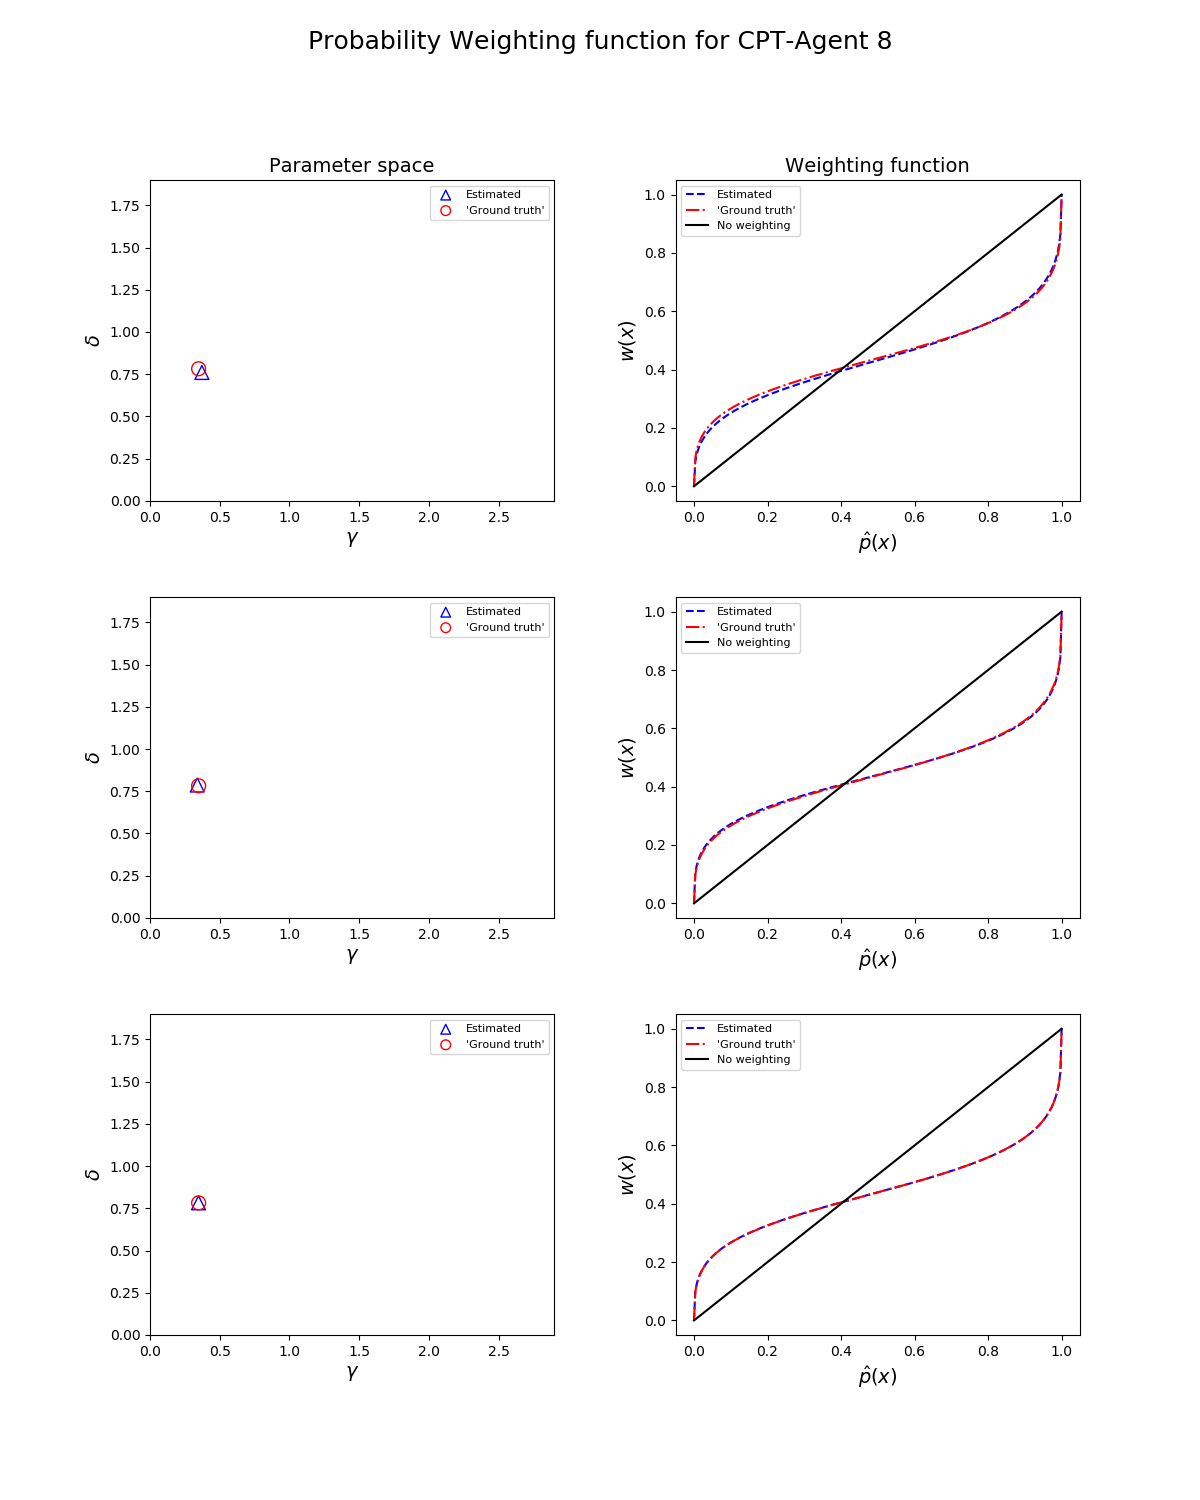 Probability Weighting function for CPT-Agent 8
Parameter space
1.75
1.50
1.25
1.00
0.75
0.50
0.25
0.00
δ
Estimated
'Ground truth'
0.0 0.5 1.0 1.5 2.0 2.5
γ
Weighting function
1.0
0.8
0.6
0.4
0.2
0.0
w(x)
Estimated
'Ground truth'
No weighting
0.0 0.2 0.4 0.6 0.8 1.0
p̂(x)
1.75
1.50
1.25
1.00
0.75
0.50
0.25
0.00
δ
Estimated
'Ground truth'
0.0 0.5 1.0 1.5 2.0 2.5
γ
1.0
0.8
0.6
0.4
0.2
0.0
w(x)
Estimated
'Ground truth'
No weighting
0.0 0.2 0.4 0.6 0.8 1.0
p̂(x)
1.75
1.50
1.25
1.00
0.75
0.50
0.25
0.00
δ
Estimated
'Ground truth'
0.0 0.5 1.0 1.5 2.0 2.5
γ
1.0
0.8
0.6
0.4
0.2
0.0
w(x)
Estimated
'Ground truth'
No weighting
0.0 0.2 0.4 0.6 0.8 1.0
p̂(x)